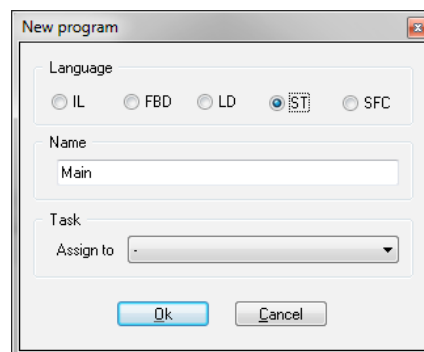 New program
Language
IL FBD LD ST SFC
Name
Main
Task
Assign to -
Ok Cancel